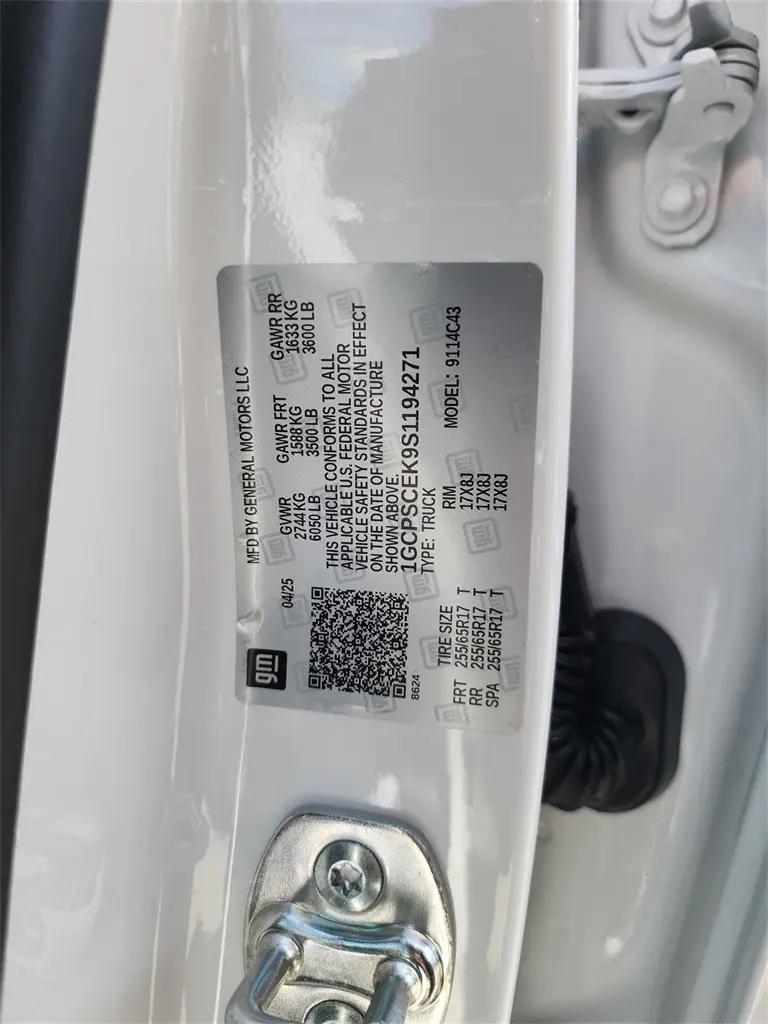 gm
MFD BY GENERAL MOTORS LLC
04/25
GVWR GAWR FRT GAWR RR
2744 KG 1588 KG 1633 KG
6050 LB 3500 LB 3600 LB
THIS VEHICLE CONFORMS TO ALL
APPLICABLE U.S. FEDERAL MOTOR
VEHICLE SAFETY STANDARDS IN EFFECT
ON THE DATE OF MANUFACTURE
SHOWN ABOVE.
1GCPSCEK9S1194271
TYPE: TRUCK MODEL: 9114C43
8624
TIRE SIZE RIM
FRT 255/65R17 T 17X8J
RR 255/65R17 T 17X8J
SPA 255/65R17 T 17X8J